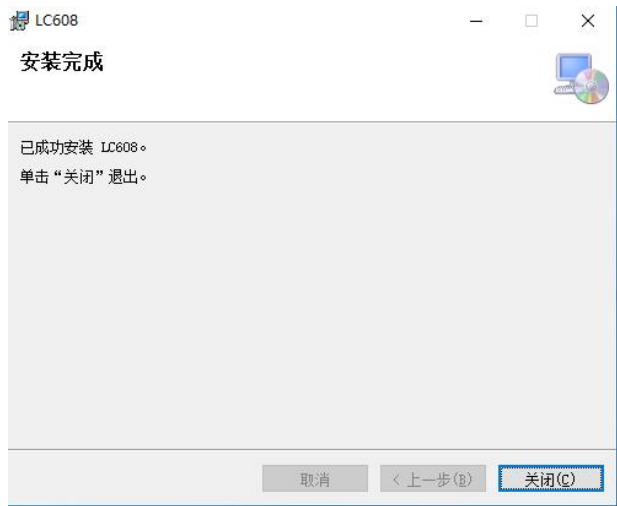 LC608
安装完成
已成功安装 LC608。
单击“关闭”退出。
取消
< 上一步(B)
关闭(C)